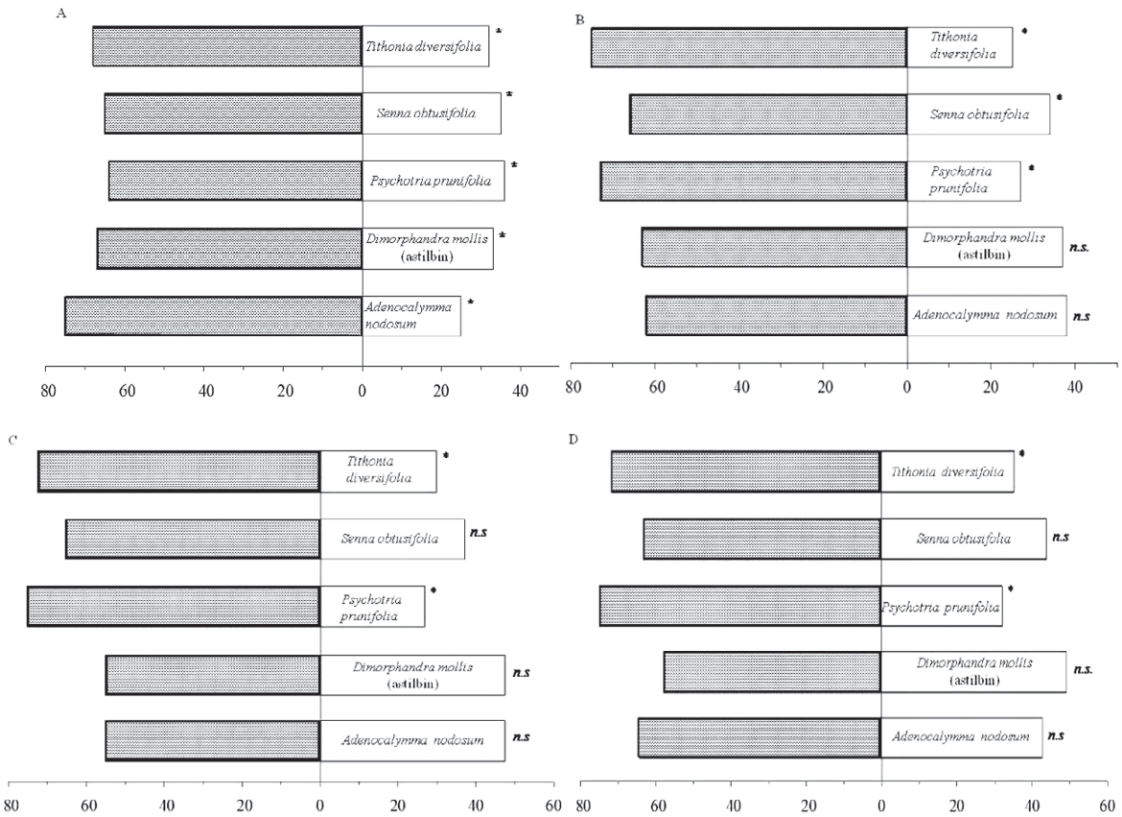 A
Tithonia diversifolia *
Senna obtusifolia *
Psychotria prunifolia *
Dimorphandra mollis *
(astilbin)
Adenocalymma *
nodosum
80 60 40 20 0 20 40
B
Tithonia *
diversifolia
Senna obtusifolia *
Psychotria *
prunifolia
Dimorphandra mollis n.s.
(astilbin)
Adenocalymma nodosum n.s
80 60 40 20 0 20 40
C
Tithonia *
diversifolia
Senna obtusifolia n.s
Psychotria *
prunifolia
Dimorphandra mollis n.s
(astilbin)
Adenocalymma nodosum n.s
80 60 40 20 0 20 40 60
D
Tithonia diversifolia *
Senna obtusifolia n.s
Psychotria prunifolia *
Dimorphandra mollis n.s.
(astilbin)
Adenocalymma nodosum n.s
80 60 40 20 0 20 40 60